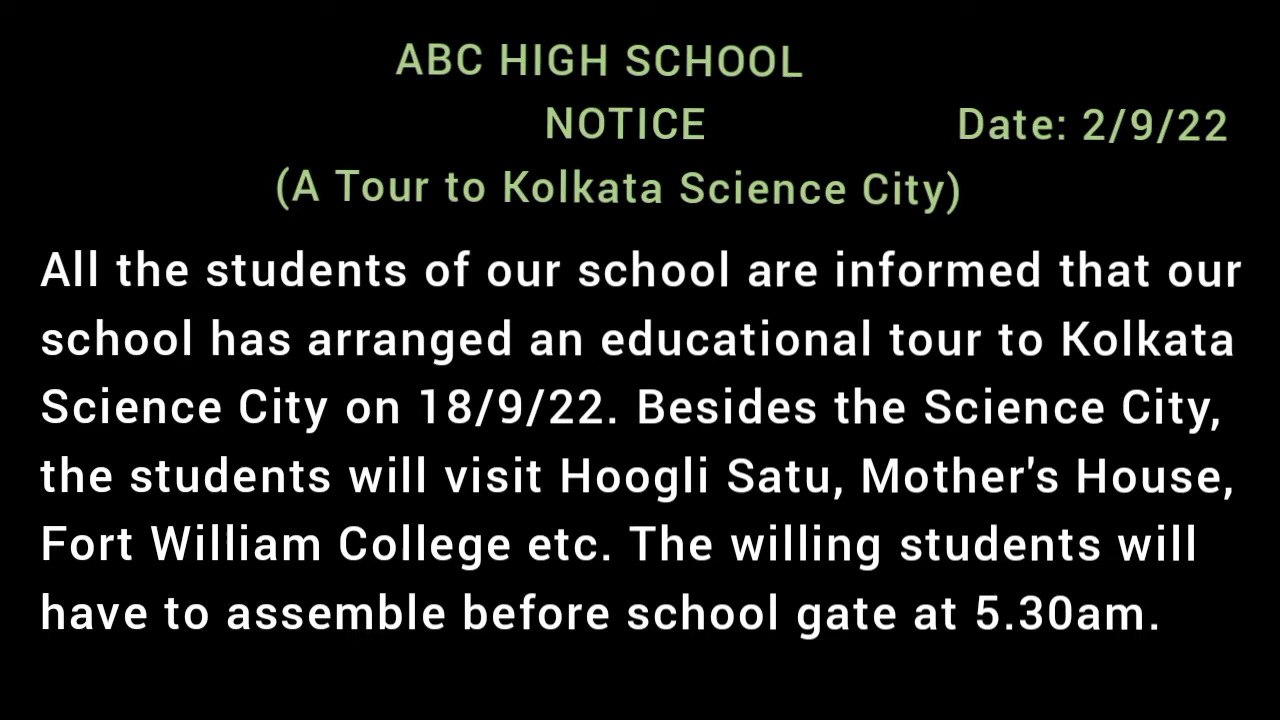 ABC HIGH SCHOOL
NOTICE Date: 2/9/22
(A Tour to Kolkata Science City)
All the students of our school are informed that our
school has arranged an educational tour to Kolkata
Science City on 18/9/22. Besides the Science City,
the students will visit Hoogli Satu, Mother's House,
Fort William College etc. The willing students will
have to assemble before school gate at 5.30am.